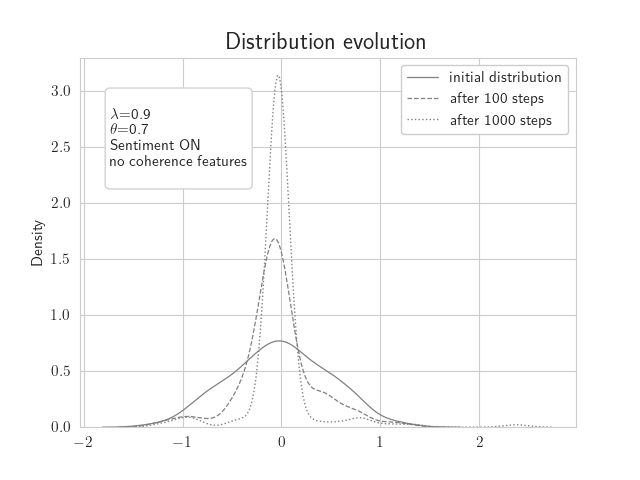 Distribution evolution
λ=0.9
θ=0.7
Sentiment ON
no coherence features
initial distribution
after 100 steps
after 1000 steps
Density
3.0
2.5
2.0
1.5
1.0
0.5
0.0
−2
−1
0
1
2